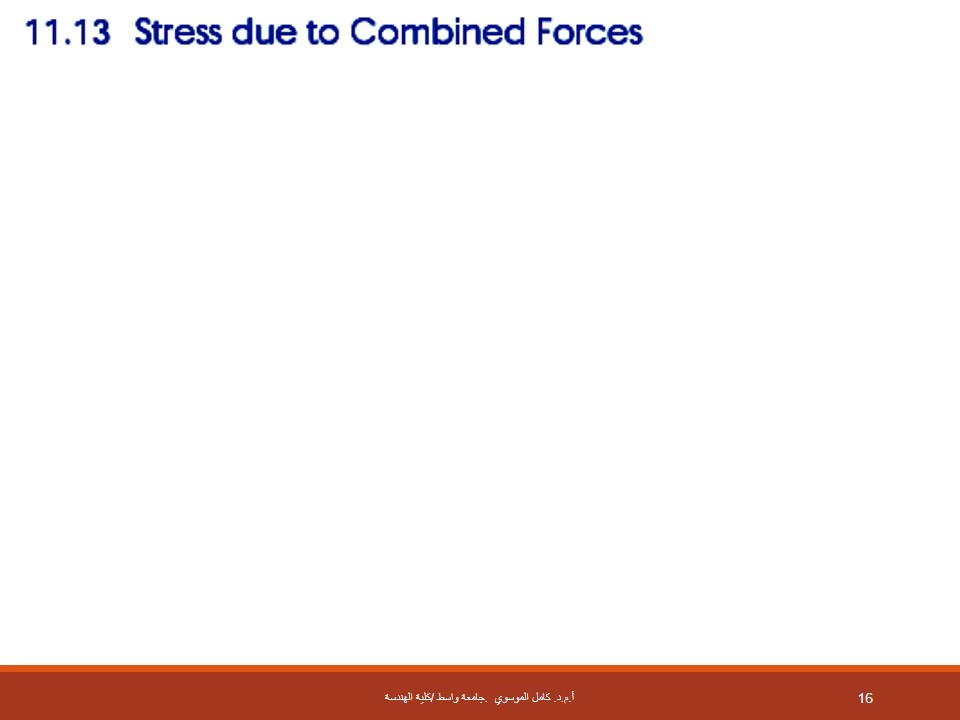 11.13 Stress due to Combined Forces
أ.م.د. كامل الموسوي .جامعة واسط /كلية الهندسة
16